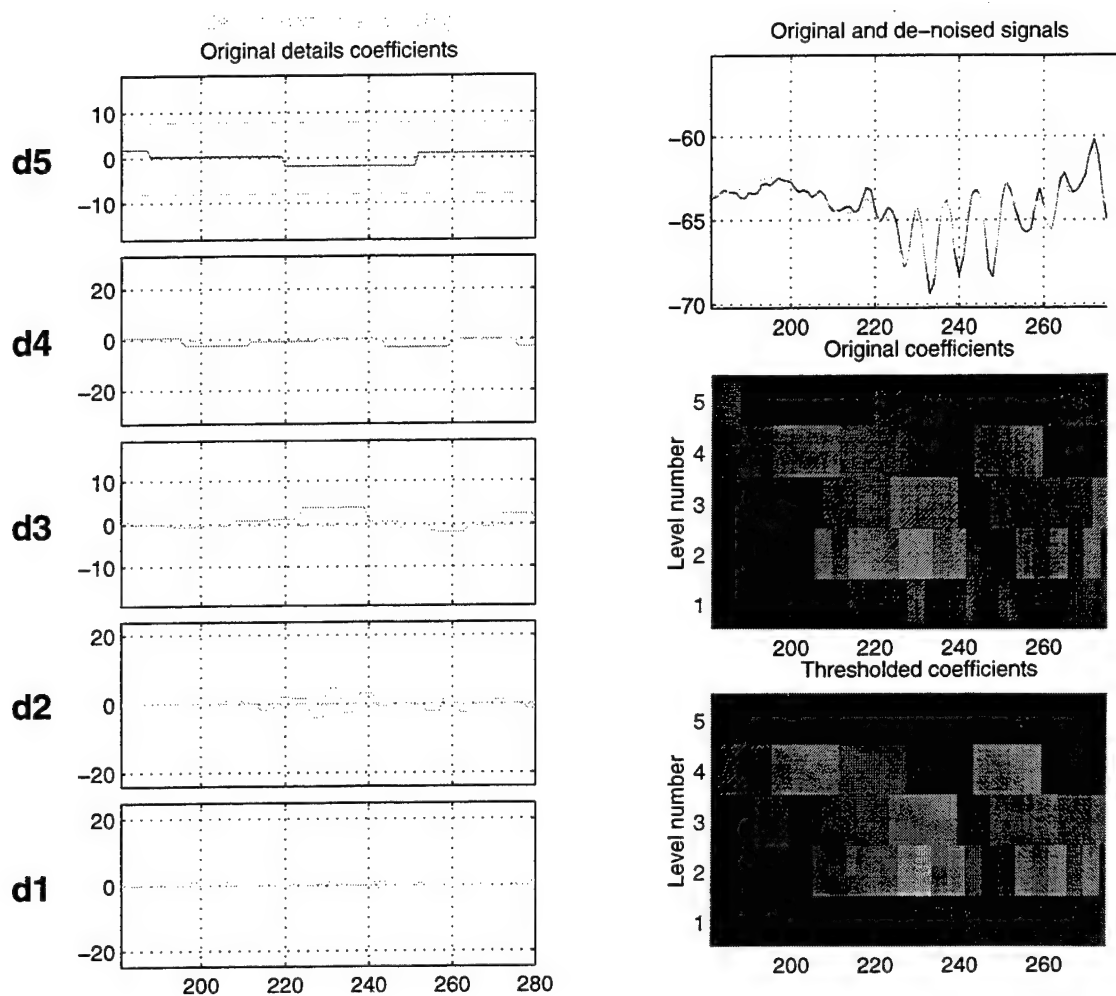 Original details coefficients
d5
10
0
−10
d4
20
0
−20
d3
10
0
−10
d2
20
0
−20
d1
20
0
−20
200 220 240 260 280
Original and de−noised signals
−60
−65
−70
200 220 240 260
Original coefficients
Level number
5
4
3
2
1
200 220 240 260
Thresholded coefficients
Level number
5
4
3
2
1
200 220 240 260